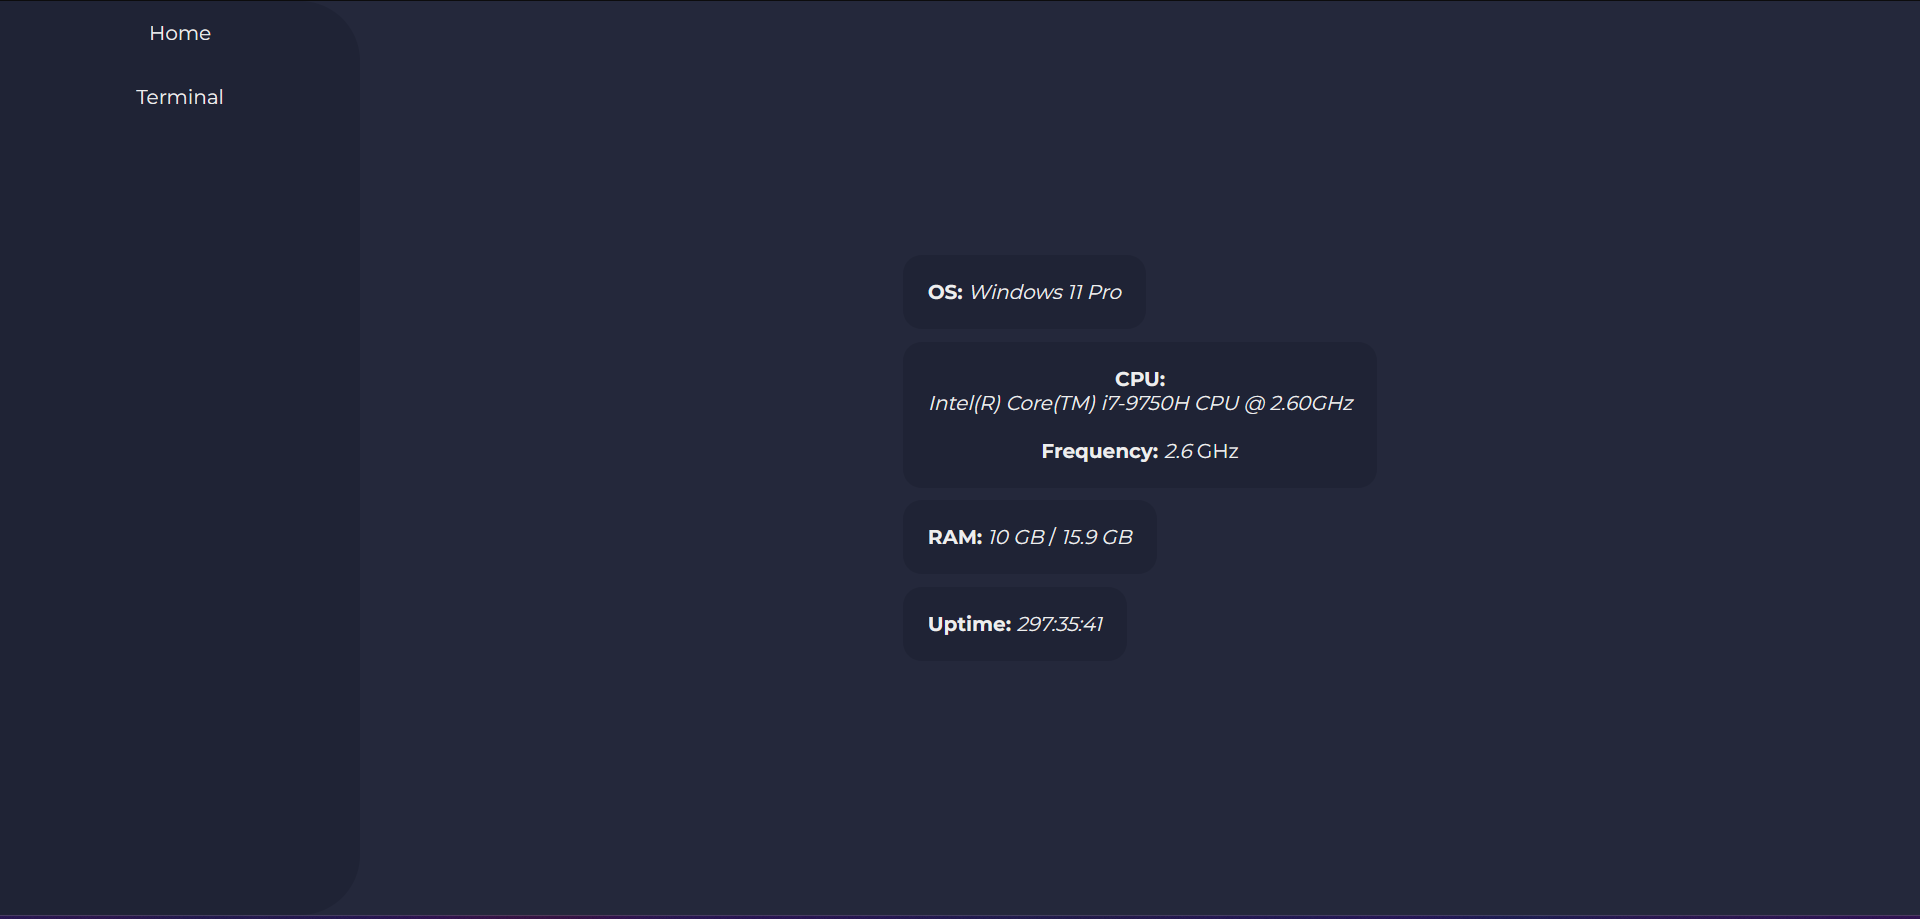 Home
Terminal
OS: Windows 11 Pro
CPU:
Intel(R) Core(TM) i7-9750H CPU @ 2.60GHz
Frequency: 2.6 GHz
RAM: 10 GB / 15.9 GB
Uptime: 297:35:41